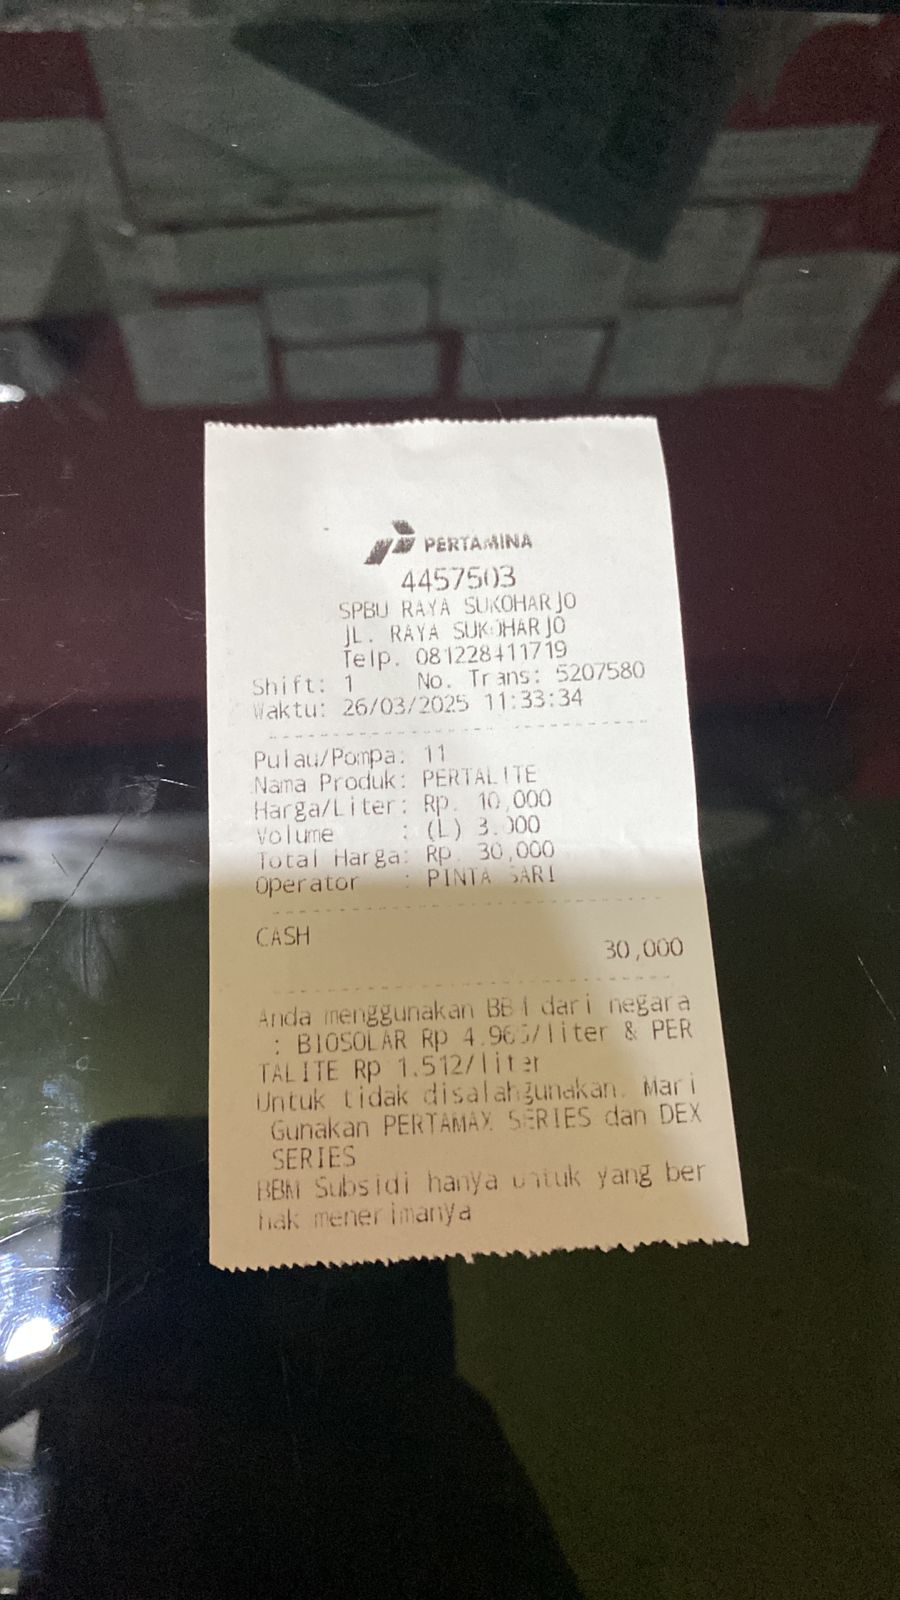 PERTAMINA
4457503
SPBU RAYA SUKOHARJO
JL. RAYA SUKOHARJO
Telp. 081228411719
Shift: 1 No. Trans: 5207580
Waktu: 26/03/2025 11:33:34
Pulau/Pompa: 11
Nama Produk: PERTALITE
Harga/Liter: Rp. 10,000
Volume : (L) 3.000
Total Harga: Rp. 30,000
Operator : PINTA SARI
CASH
30,000
Anda menggunakan BBM dari negara
: BIOSOLAR Rp 4.965/liter & PER
TALITE Rp 1.512/liter
Untuk tidak disalahgunakan. Mari
Gunakan PERTAMAX SERIES dan DEX
SERIES
BBM Subsidi hanya untuk yang ber
hak menerimanya